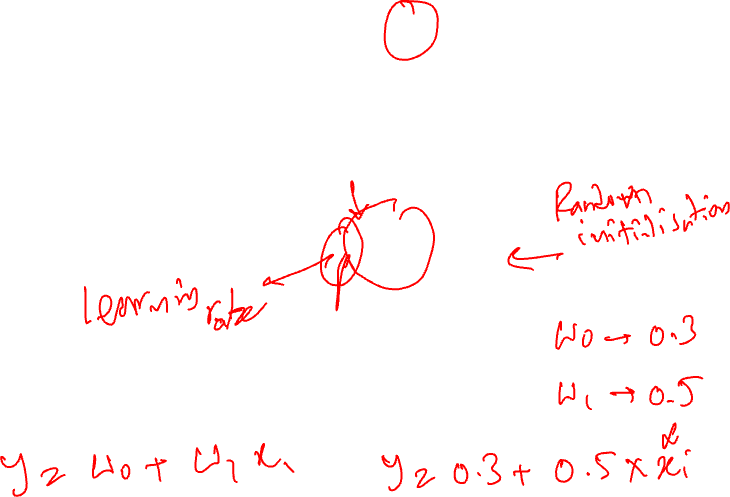 Random
initialisation
learning rate
w0 → 0.3
w1 → 0.5
y = w0 + w1 x1
y = 0.3 + 0.5 × xi